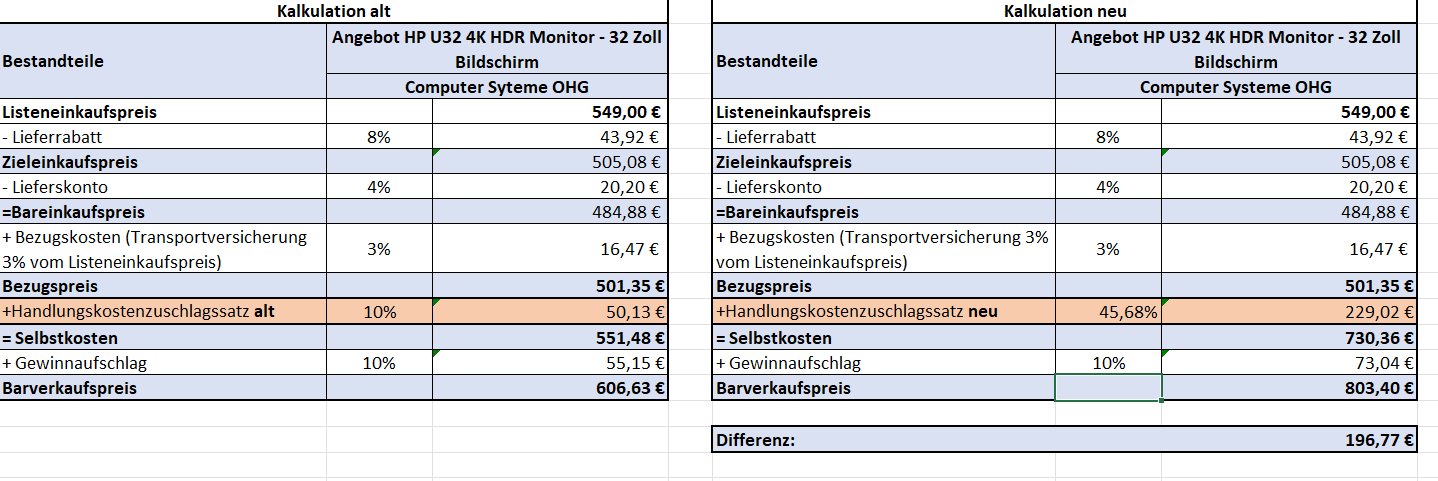 Kalkulation alt
Bestandteile
Angebot HP U32 4K HDR Monitor - 32 Zoll
Bildschirm
Computer Syteme OHG
Listeneinkaufspreis 549,00 €
- Lieferrabatt 8% 43,92 €
Zieleinkaufspreis 505,08 €
- Lieferskonto 4% 20,20 €
=Bareinkaufspreis 484,88 €
+ Bezugskosten (Transportversicherung
3% vom Listeneinkaufspreis) 3% 16,47 €
Bezugspreis 501,35 €
+Handlungskostenzuschlagssatz alt 10% 50,13 €
= Selbstkosten 551,48 €
+ Gewinnaufschlag 10% 55,15 €
Barverkaufspreis 606,63 €
Kalkulation neu
Bestandteile
Angebot HP U32 4K HDR Monitor - 32 Zoll
Bildschirm
Computer Systeme OHG
Listeneinkaufspreis 549,00 €
- Lieferrabatt 8% 43,92 €
Zieleinkaufspreis 505,08 €
- Lieferskonto 4% 20,20 €
=Bareinkaufspreis 484,88 €
+ Bezugskosten (Transportversicherung 3%
vom Listeneinkaufspreis) 3% 16,47 €
Bezugspreis 501,35 €
+Handlungskostenzuschlagssatz neu 45,68% 229,02 €
= Selbstkosten 730,36 €
+ Gewinnaufschlag 10% 73,04 €
Barverkaufspreis 803,40 €
Differenz: 196,77 €